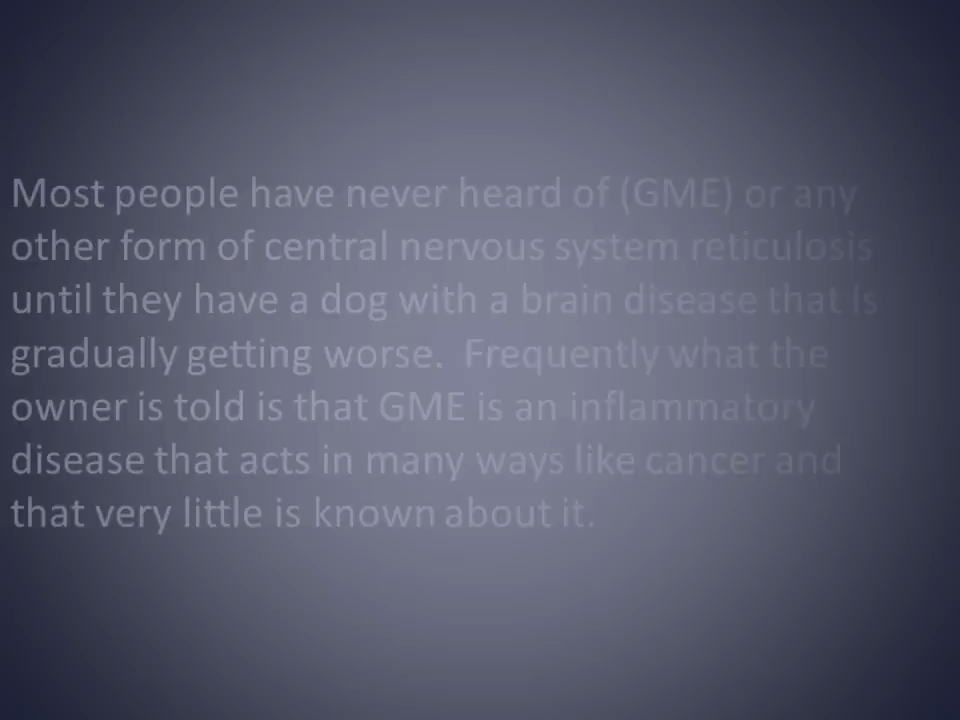 Most people have never heard of (GME) or any
other form of central nervous system reticulosis
until they have a dog with a brain disease that Is
gradually getting worse.  Frequently what the
owner is told is that GME is an inflammatory
disease that acts in many ways like cancer and
that very little is known about it.